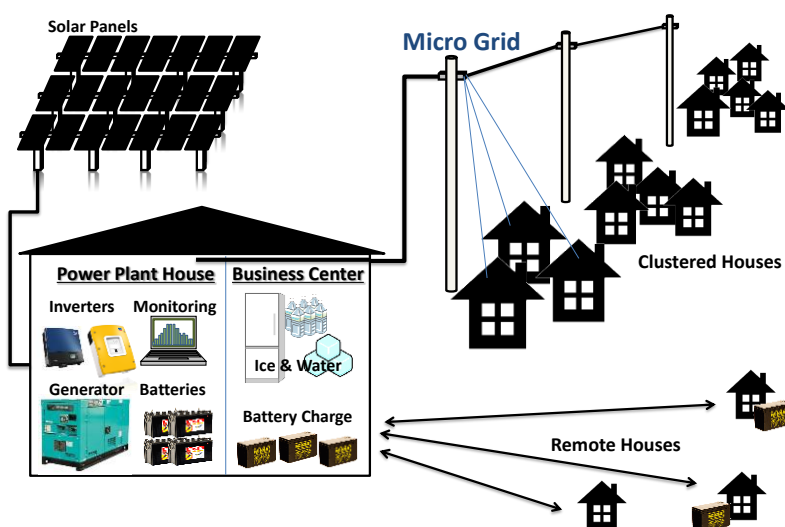 Solar Panels
Micro Grid
Clustered Houses
Power Plant House
Business Center
Inverters
Monitoring
Ice & Water
Generator
Batteries
Battery Charge
Remote Houses